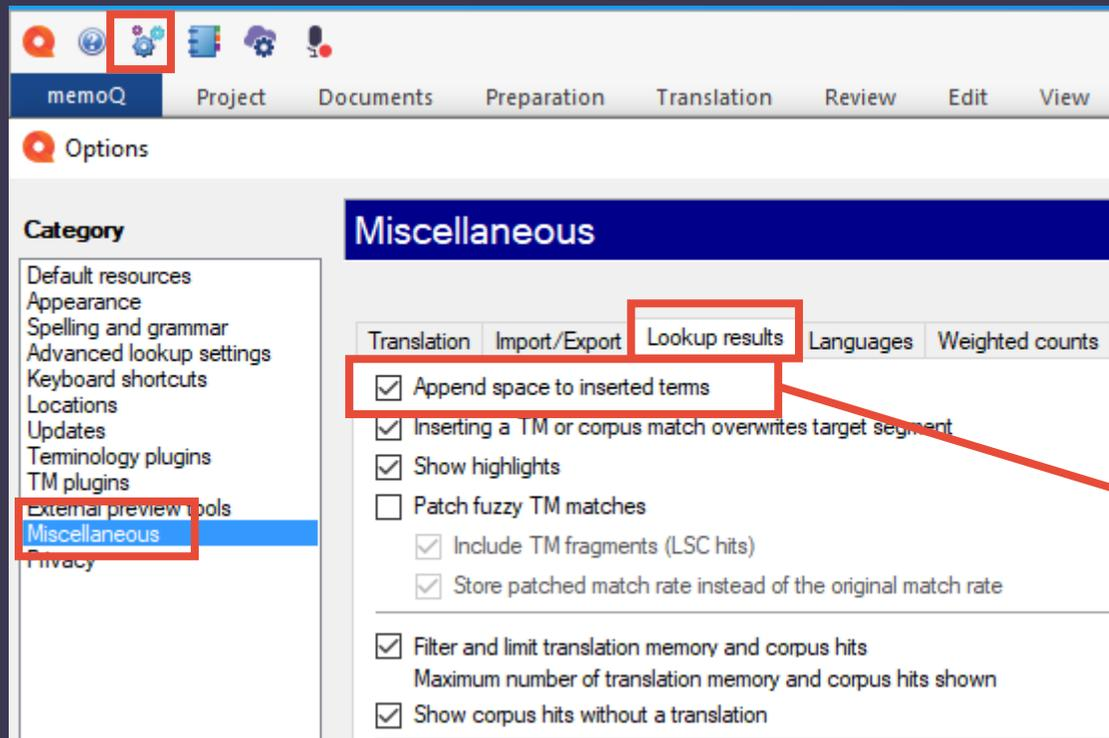 memoQ Project Documents Preparation Translation Review Edit View
Options
Category
Miscellaneous
Default resources
Appearance
Spelling and grammar
Advanced lookup settings
Keyboard shortcuts
Locations
Updates
Terminology plugins
TM plugins
External preview tools
Miscellaneous
Privacy
Translation Import/Export Lookup results Languages Weighted counts
Append space to inserted terms
Inserting a TM or corpus match overwrites target segment
Show highlights
Patch fuzzy TM matches
Include TM fragments (LSC hits)
Store patched match rate instead of the original match rate
Filter and limit translation memory and corpus hits
Maximum number of translation memory and corpus hits shown
Show corpus hits without a translation